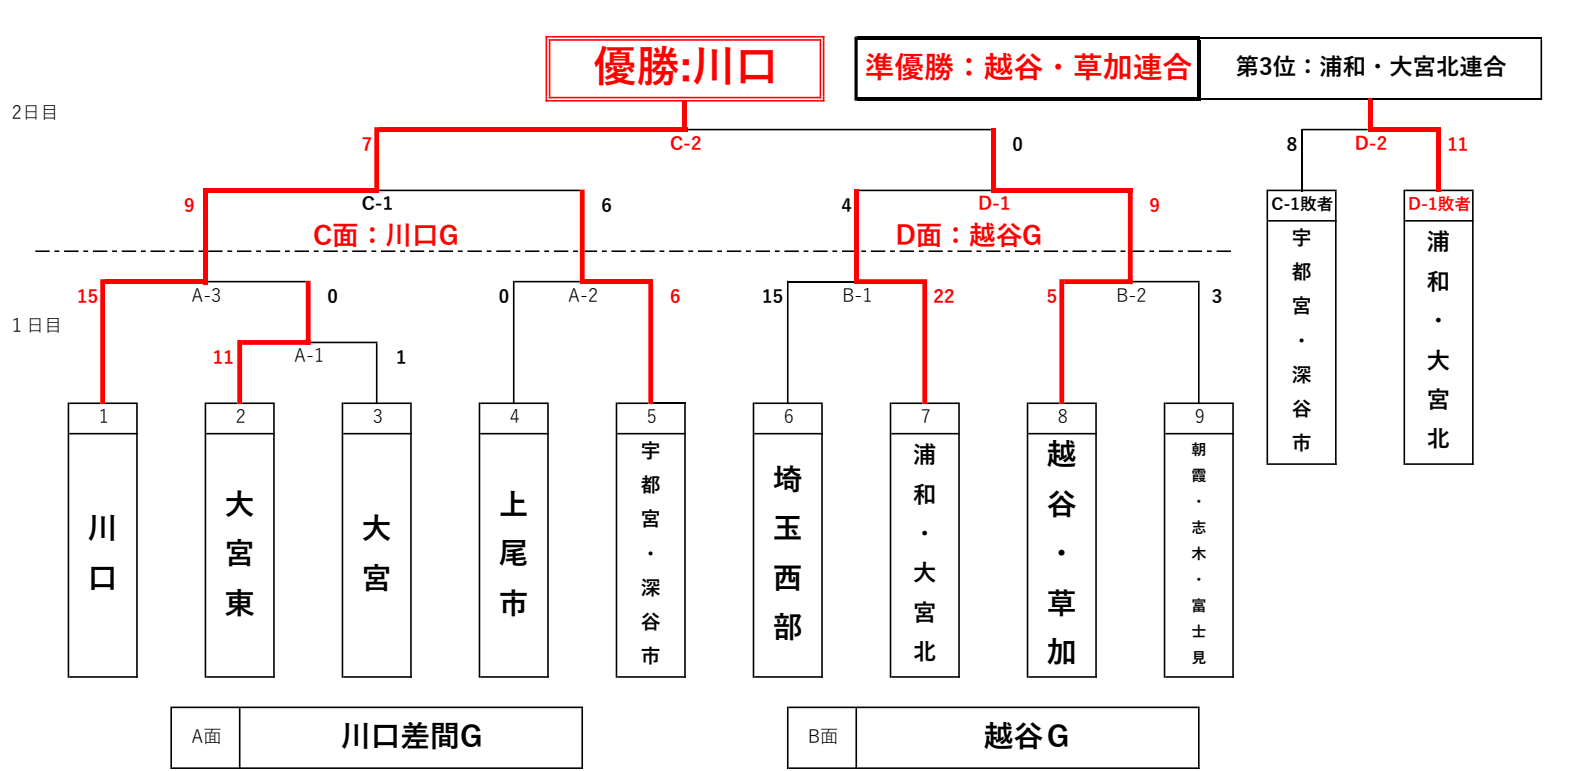 優勝:川口
準優勝：越谷・草加連合
第3位：浦和・大宮北連合
2日目
7
C-2
0
8
D-2
11
9
C-1
6
4
D-1
9
C-1敗者
D-1敗者
C面：川口G
D面：越谷G
宇都宮・深谷市
浦和・大宮北
15
A-3
0
0
A-2
6
15
B-1
22
5
B-2
3
1日目
11
A-1
1
1
2
3
4
5
6
7
8
9
川口
大宮東
大宮
上尾市
宇都宮・深谷市
埼玉西部
浦和・大宮北
越谷・草加
朝霞・志木・富士見
A面
川口差間G
B面
越谷G